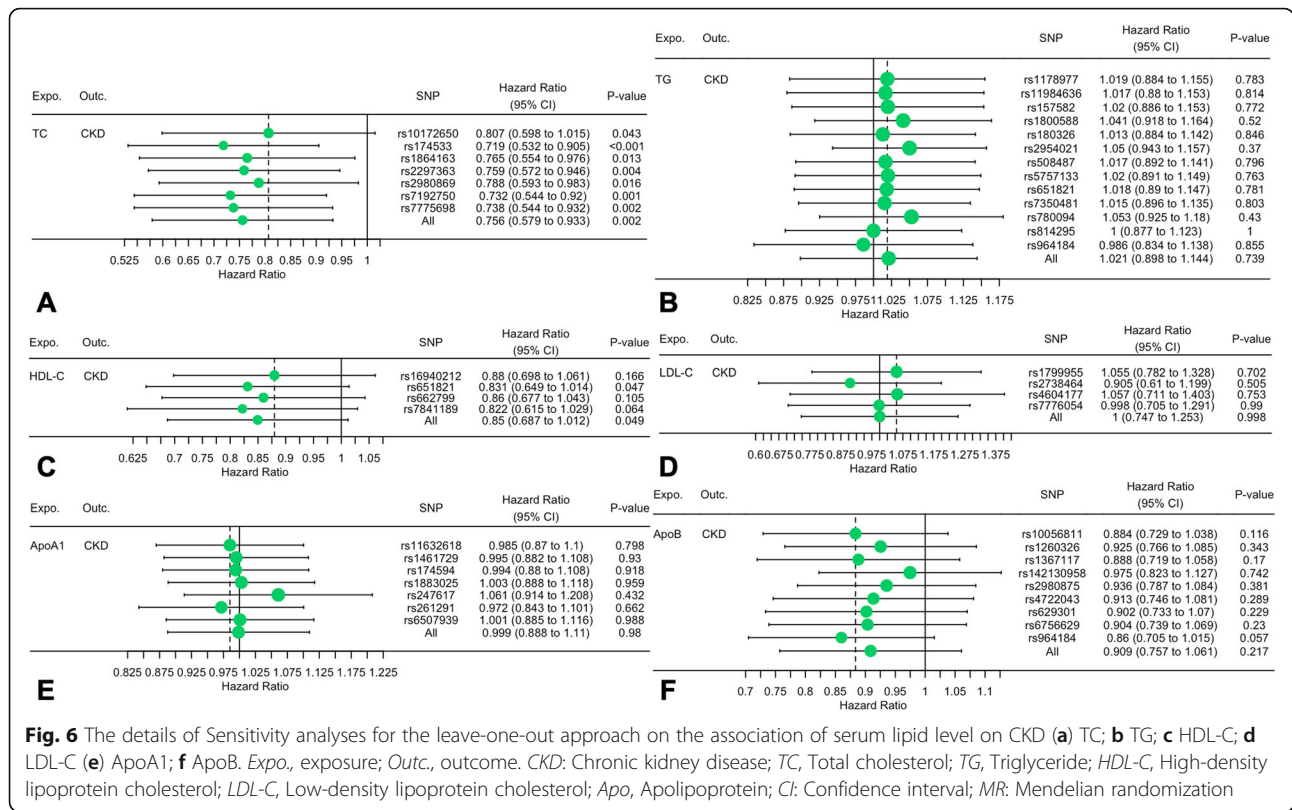 Expo. Outc. SNP Hazard Ratio (95% CI) P-value
TC CKD
rs10172650 0.807 (0.598 to 1.015) 0.043
rs174533 0.719 (0.532 to 0.905) <0.001
rs1864163 0.765 (0.554 to 0.976) 0.013
rs2297363 0.759 (0.572 to 0.946) 0.004
rs2980869 0.788 (0.593 to 0.983) 0.016
rs7192750 0.732 (0.544 to 0.92) 0.001
rs7775698 0.738 (0.544 to 0.932) 0.002
All 0.756 (0.579 to 0.933) 0.002
0.525 0.6 0.65 0.7 0.75 0.8 0.85 0.9 0.95 1
Hazard Ratio
A
Expo. Outc. SNP Hazard Ratio (95% CI) P-value
TG CKD
rs1178977 1.019 (0.884 to 1.155) 0.783
rs11984636 1.017 (0.88 to 1.153) 0.814
rs157582 1.02 (0.886 to 1.153) 0.772
rs1800588 1.041 (0.918 to 1.164) 0.52
rs180326 1.013 (0.884 to 1.142) 0.846
rs2954021 1.05 (0.943 to 1.157) 0.37
rs508487 1.017 (0.892 to 1.141) 0.796
rs5757133 1.02 (0.891 to 1.149) 0.763
rs651821 1.018 (0.89 to 1.147) 0.781
rs7350481 1.015 (0.896 to 1.135) 0.803
rs780094 1.053 (0.925 to 1.18) 0.43
rs814295 1 (0.877 to 1.123) 1
rs964184 0.986 (0.834 to 1.138) 0.855
All 1.021 (0.898 to 1.144) 0.739
0.825 0.875 0.925 0.975 1 1.025 1.075 1.125 1.175
Hazard Ratio
B
Expo. Outc. SNP Hazard Ratio (95% CI) P-value
HDL-C CKD
rs16940212 0.88 (0.698 to 1.061) 0.166
rs651821 0.831 (0.649 to 1.014) 0.047
rs662799 0.86 (0.677 to 1.043) 0.105
rs7841189 0.822 (0.615 to 1.029) 0.064
All 0.85 (0.687 to 1.012) 0.049
0.625 0.7 0.75 0.8 0.85 0.9 0.95 1 1.05
Hazard Ratio
C
Expo. Outc. SNP Hazard Ratio (95% CI) P-value
LDL-C CKD
rs1799955 1.055 (0.782 to 1.328) 0.702
rs2738464 0.905 (0.61 to 1.199) 0.505
rs4604177 1.057 (0.711 to 1.403) 0.753
rs7776054 0.998 (0.705 to 1.291) 0.99
All 1 (0.747 to 1.253) 0.998
0.60.675 0.775 0.875 0.975 1.075 1.175 1.275 1.375
Hazard Ratio
D
Expo. Outc. SNP Hazard Ratio (95% CI) P-value
ApoA1 CKD
rs11632618 0.985 (0.87 to 1.1) 0.798
rs1461729 0.995 (0.882 to 1.108) 0.93
rs174594 0.994 (0.88 to 1.108) 0.918
rs1883025 1.003 (0.888 to 1.118) 0.959
rs247617 1.061 (0.914 to 1.208) 0.432
rs261291 0.972 (0.843 to 1.101) 0.662
rs6507939 1.001 (0.885 to 1.116) 0.988
All 0.999 (0.888 to 1.11) 0.98
0.825 0.875 0.925 0.975 1.025 1.075 1.125 1.175 1.225
Hazard Ratio
E
Expo. Outc. SNP Hazard Ratio (95% CI) P-value
ApoB CKD
rs10056811 0.884 (0.729 to 1.038) 0.116
rs1260326 0.925 (0.766 to 1.085) 0.343
rs1367117 0.888 (0.719 to 1.058) 0.17
rs142130958 0.975 (0.823 to 1.127) 0.742
rs2980875 0.936 (0.787 to 1.084) 0.381
rs4722043 0.913 (0.746 to 1.081) 0.289
rs629301 0.902 (0.733 to 1.07) 0.229
rs6756629 0.904 (0.739 to 1.069) 0.23
rs964184 0.86 (0.705 to 1.015) 0.057
All 0.909 (0.757 to 1.061) 0.217
0.7 0.75 0.8 0.85 0.9 0.95 1 1.05 1.1
Hazard Ratio
F
Fig. 6 The details of Sensitivity analyses for the leave-one-out approach on the association of serum lipid level on CKD (a) TC; b TG; c HDL-C; d
LDL-C (e) ApoA1; f ApoB. Expo., exposure; Outc., outcome. CKD: Chronic kidney disease; TC, Total cholesterol; TG, Triglyceride; HDL-C, High-density
lipoprotein cholesterol; LDL-C, Low-density lipoprotein cholesterol; Apo, Apolipoprotein; CI: Confidence interval; MR: Mendelian randomization